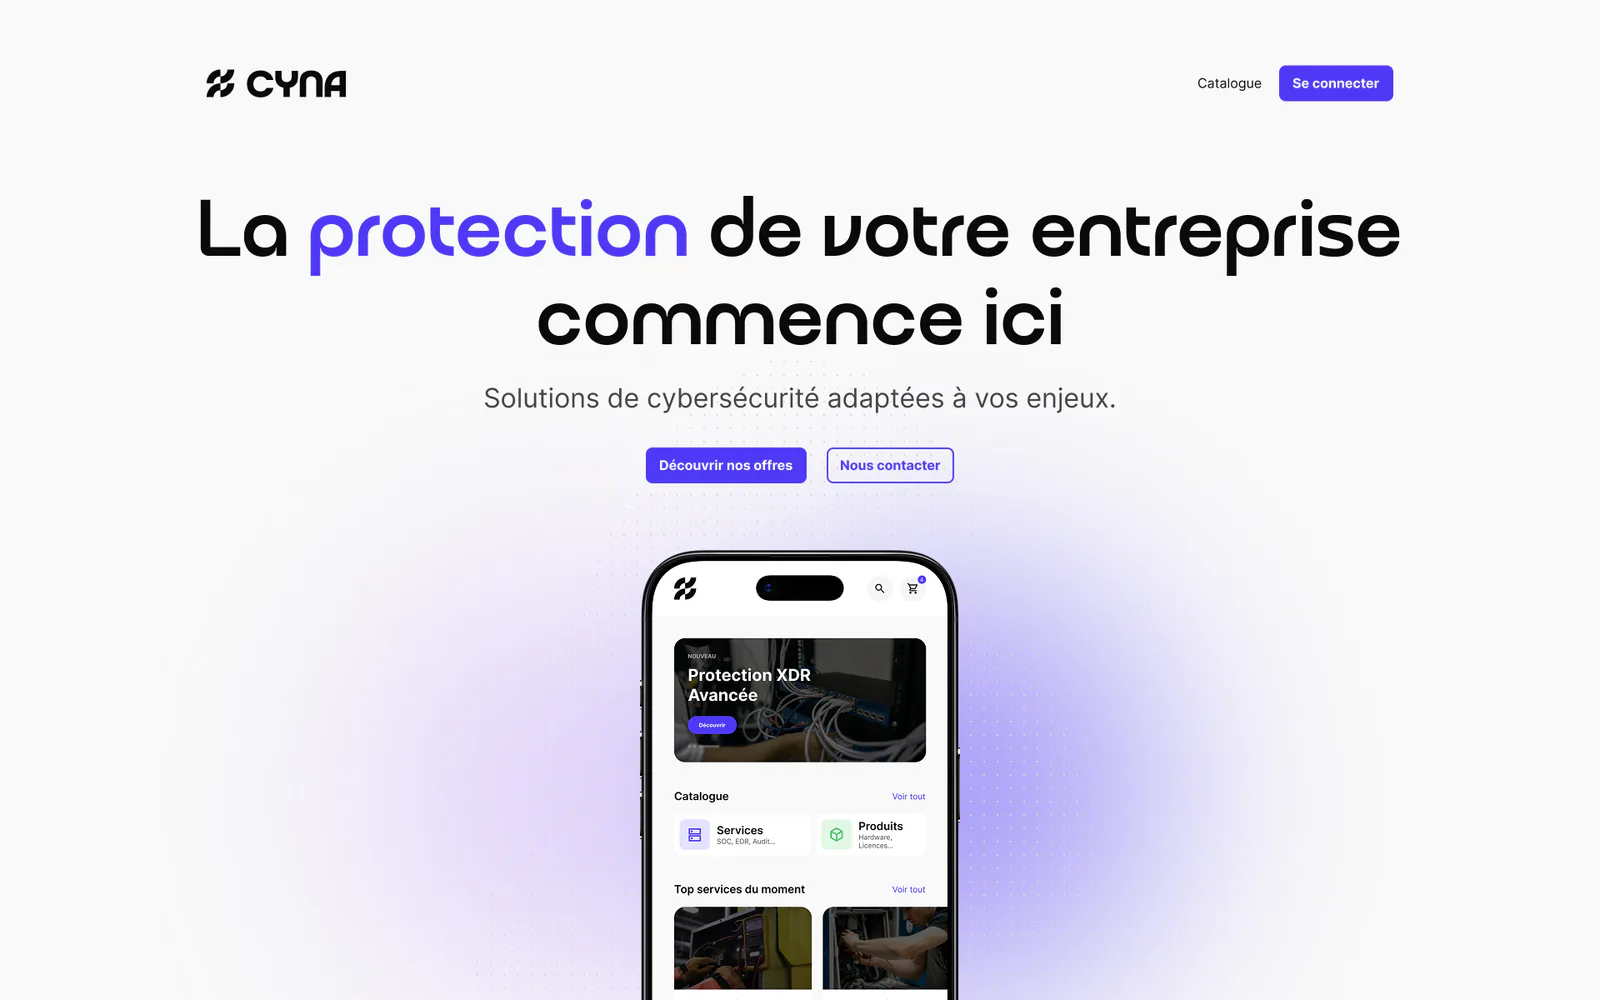 CYNA
Catalogue
Se connecter
La protection de votre entreprise
commence ici
Solutions de cybersécurité adaptées à vos enjeux.
Découvrir nos offres
Nous contacter
NOUVEAU
Protection XDR
Avancée
Découvrir
Catalogue
Voir tout
Services
SOC, EDR, Audit...
Produits
Hardware,
Licences...
Top services du moment
Voir tout